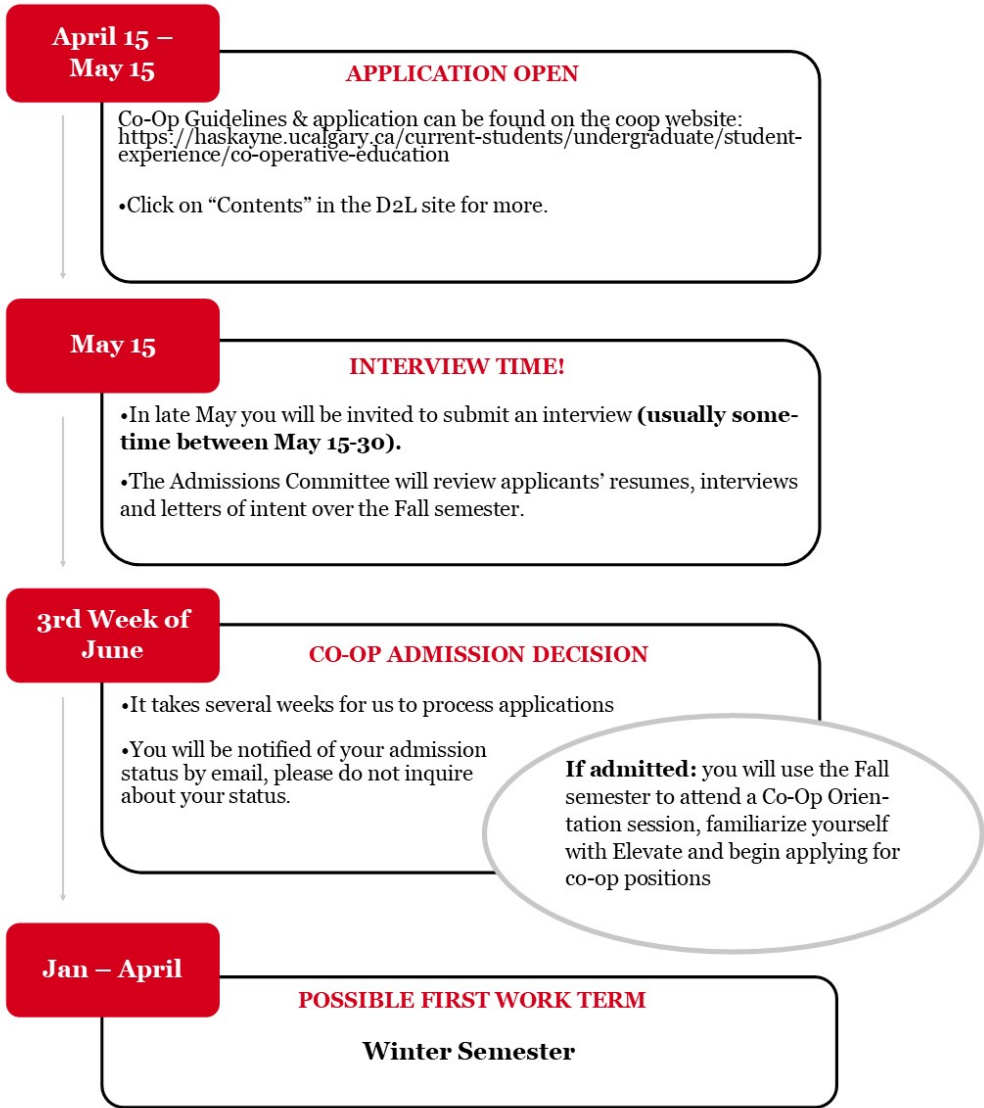 April 15 –
May 15
APPLICATION OPEN
Co-Op Guidelines & application can be found on the coop website:
https://haskayne.ucalgary.ca/current-students/undergraduate/student-
experience/co-operative-education
•Click on “Contents” in the D2L site for more.
May 15
INTERVIEW TIME!
•In late May you will be invited to submit an interview (usually some-
time between May 15-30).
•The Admissions Committee will review applicants’ resumes, interviews
and letters of intent over the Fall semester.
3rd Week of
June
CO-OP ADMISSION DECISION
•It takes several weeks for us to process applications
•You will be notified of your admission
status by email, please do not inquire
about your status.
If admitted: you will use the Fall
semester to attend a Co-Op Orien-
tation session, familiarize yourself
with Elevate and begin applying for
co-op positions
Jan – April
POSSIBLE FIRST WORK TERM
Winter Semester